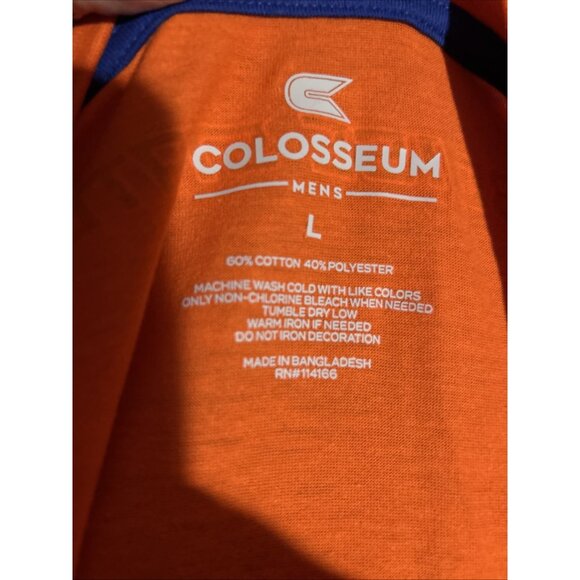 COLOSSEUM
MENS
L
60% COTTON 40% POLYESTER
MACHINE WASH COLD WITH LIKE COLORS
ONLY NON-CHLORINE BLEACH WHEN NEEDED
TUMBLE DRY LOW
WARM IRON IF NEEDED
DO NOT IRON DECORATION
MADE IN BANGLADESH
RN#114166